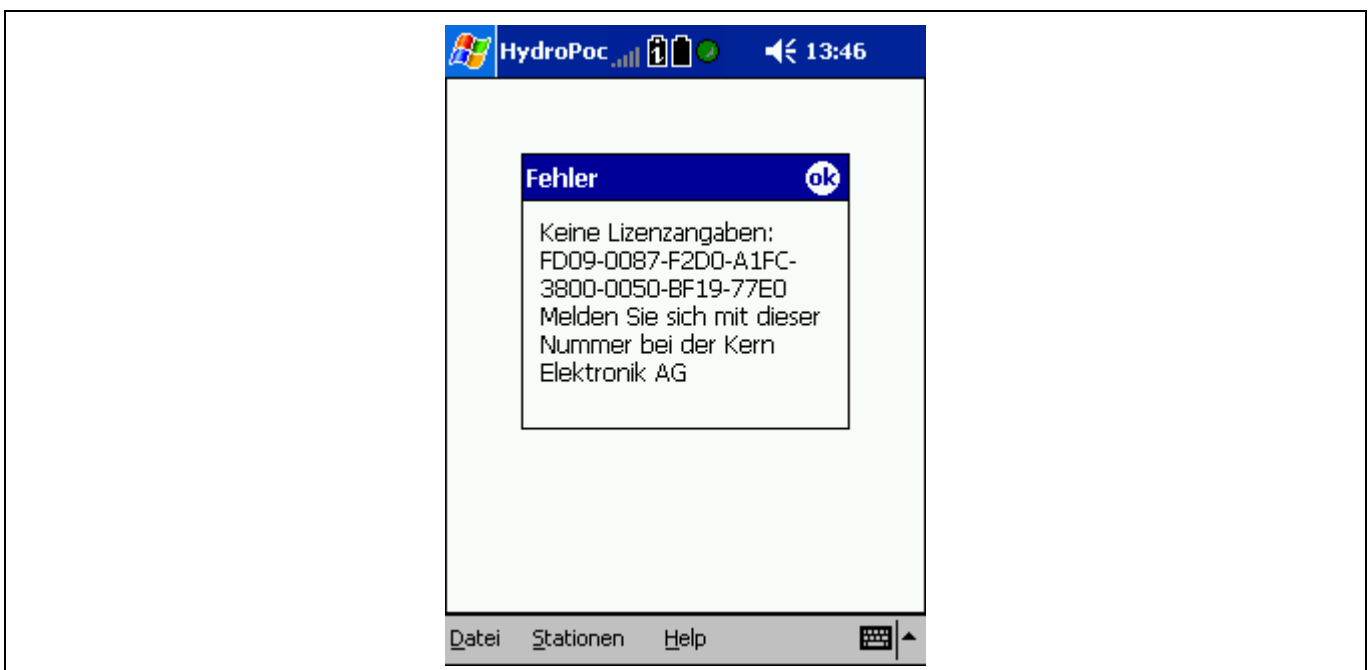 HydroPoc 13:46
Fehler ok
Keine Lizenzangaben:
FD09-0087-F2D0-A1FC-
3800-0050-BF19-77E0
Melden Sie sich mit dieser
Nummer bei der Kern
Elektronik AG
Datei Stationen Help